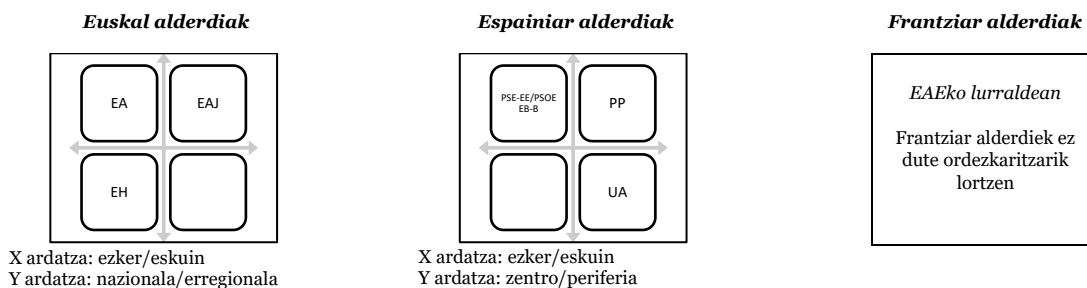 Euskal alderdiak
EA
EAJ
EH
X ardatza: ezker/eskuin
Y ardatza: nazionala/erregionala
Espainiar alderdiak
PSE-EE/PSOE
EB-B
PP
UA
X ardatza: ezker/eskuin
Y ardatza: zentro/periferia
Frantziar alderdiak
EAEko lurraldean
Frantziar alderdiek ez
dute ordezkaritzarik
lortzen